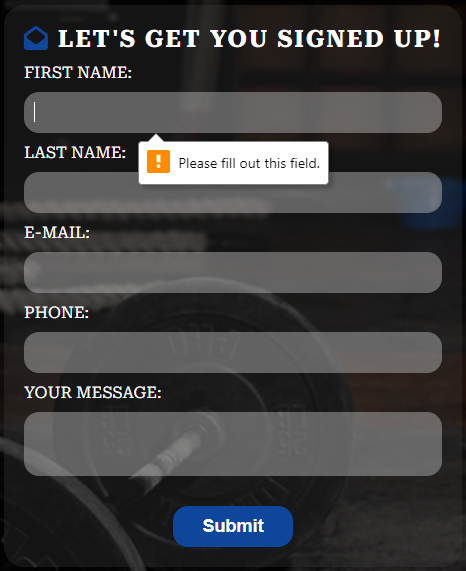 LET'S GET YOU SIGNED UP!
FIRST NAME:
Please fill out this field.
LAST NAME:
E-MAIL:
PHONE:
YOUR MESSAGE:
Submit